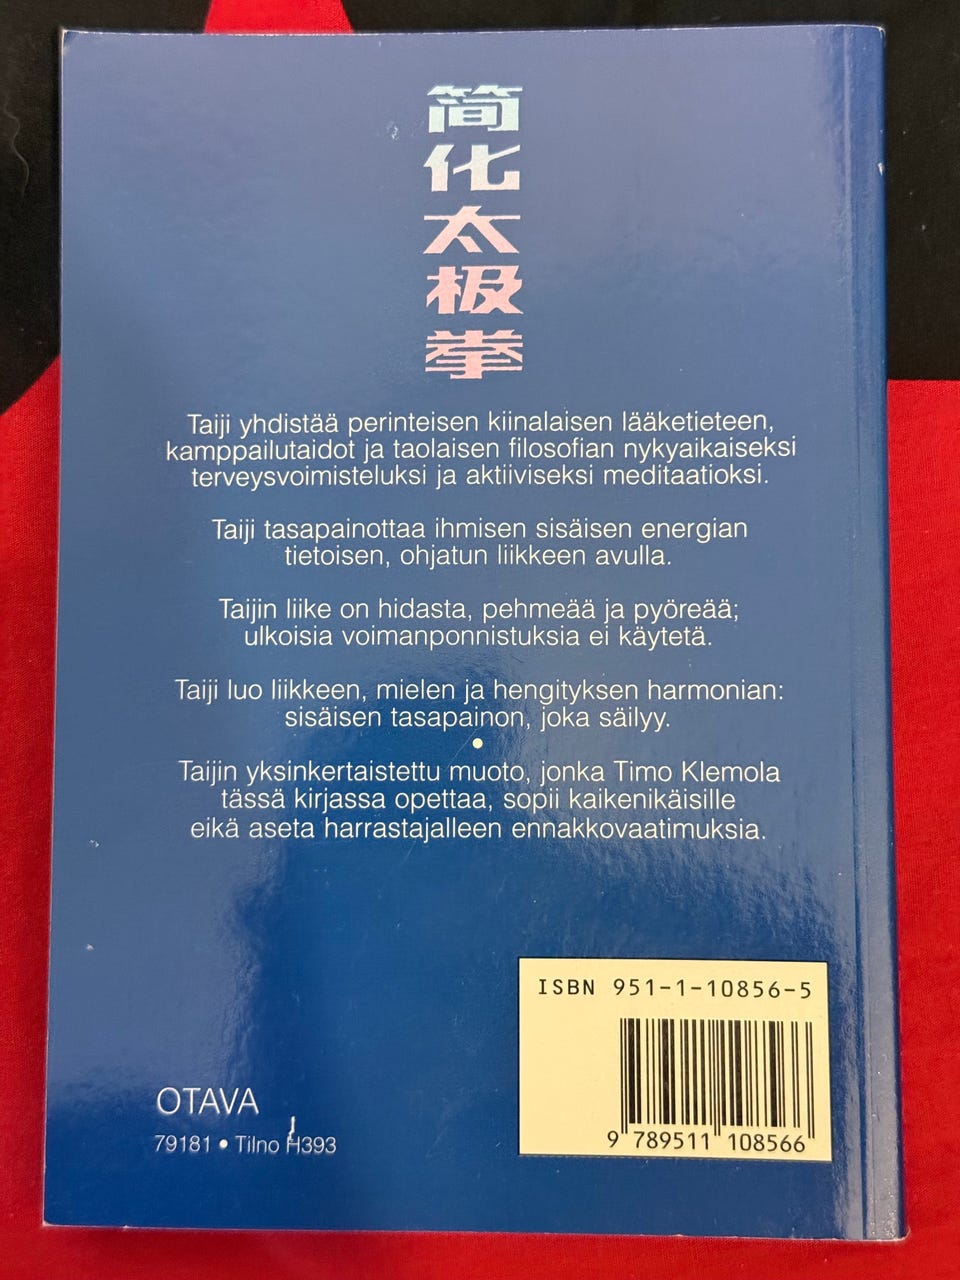 简化太极拳
Taiji yhdistää perinteisen kiinalaisen lääketieteen,
kamppailutaidot ja taolaisen filosofian nykyaikaiseksi
terveysvoimisteluksi ja aktiiviseksi meditaatioksi.
Taiji tasapainottaa ihmisen sisäisen energian
tietoisen, ohjatun liikkeen avulla.
Taijin liike on hidasta, pehmeää ja pyöreää;
ulkoisia voimanponnistuksia ei käytetä.
Taiji luo liikkeen, mielen ja hengityksen harmonian:
sisäisen tasapainon, joka säilyy.
•
Taijin yksinkertaistettu muoto, jonka Timo Klemola
tässä kirjassa opettaa, sopii kaikenikäisille
eikä aseta harrastajalleen ennakkovaatimuksia.
ISBN 951-1-10856-5
9 789511 108566
OTAVA
79181 • Tilno H393